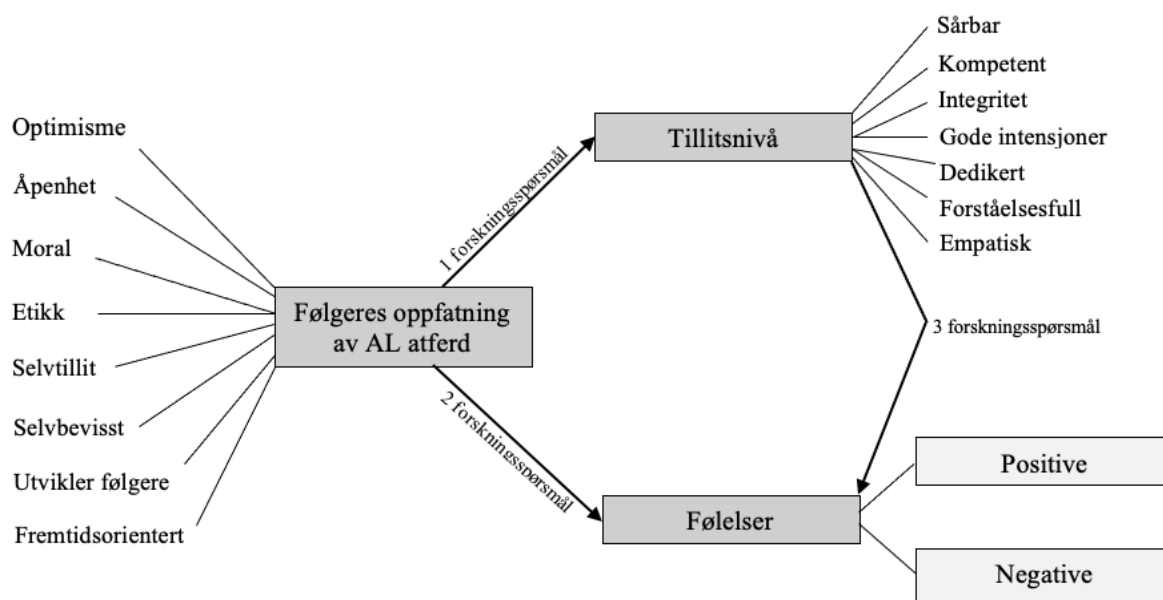 Optimisme
Åpenhet
Moral
Etikk
Selvtillit
Selvbevisst
Utvikler følgere
Fremtidsorientert
Følgeres oppfatning
av AL atferd
1 forskningsspørsmål
2 forskningsspørsmål
Tillitsnivå
Sårbar
Kompetent
Integritet
Gode intensjoner
Dedikert
Forståelsesfull
Empatisk
3 forskningsspørsmål
Følelser
Positive
Negative